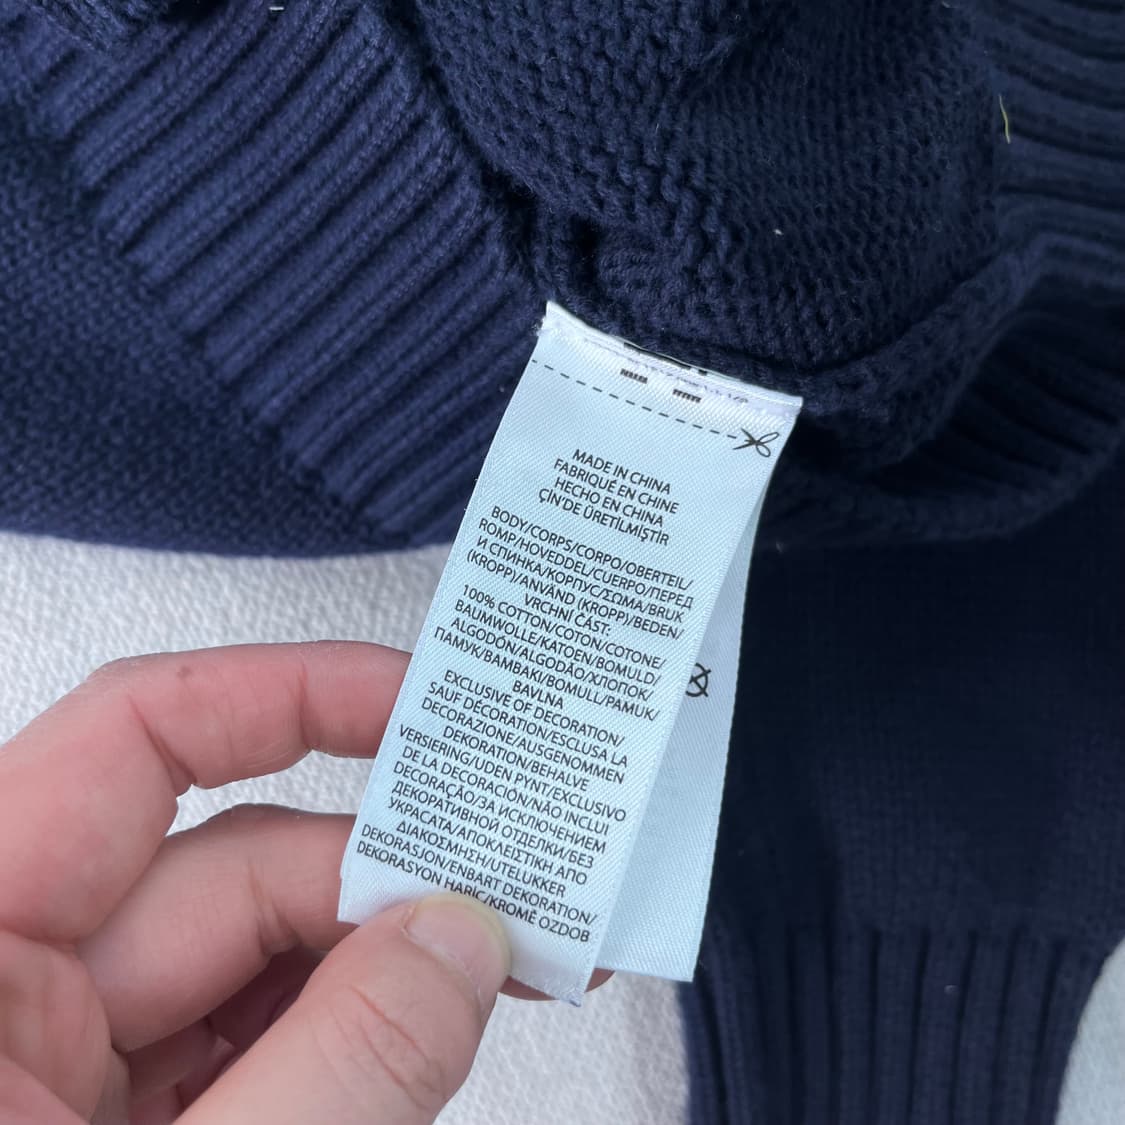 MADE IN CHINA
FABRIQUÉ EN CHINE
HECHO EN CHINA
ÇİN'DE ÜRETİLMİŞTİR
BODY/CORPS/CORPO/OBERTEIL/
ROMP/HOVEDDEL/CUERPO/ПЕРЕД
И СПИНКА/КОРПУС/ΣΩΜΑ/BRUK
(KROPP)/ANVÄND (KROPP)/BEDEN/
VRCHNÍ ČÁST:
100% COTTON/COTON/COTONE/
BAUMWOLLE/KATOEN/BOMULD/
ALGODÓN/ALGODÃO/ХЛОПОК/
ПАМУК/BAMBAKI/BOMULL/PAMUK/
BAVLNA
EXCLUSIVE OF DECORATION/
SAUF DÉCORATION/ESCLUSA LA
DECORAZIONE/AUSGENOMMEN
DEKORATION/BEHALVE
VERSIERING/UDEN PYNT/EXCLUSIVO
DE LA DECORACIÓN/NÃO INCLUI
DECORAÇÃO/ЗА ИСКЛЮЧЕНИЕМ
ДЕКОРАТИВНОЙ ОТДЕЛКИ/БЕЗ
УКРАСАТА/ΑΠΟΚΛΕΙΣΤΙΚΗ ΑΠΟ
ΔΙΑΚΟΣΜΗΣΗ/UTELUKKER
DEKORASJON/ENBART DEKORATION/
DEKORASYON HARİÇ/KROMĚ OZDOB